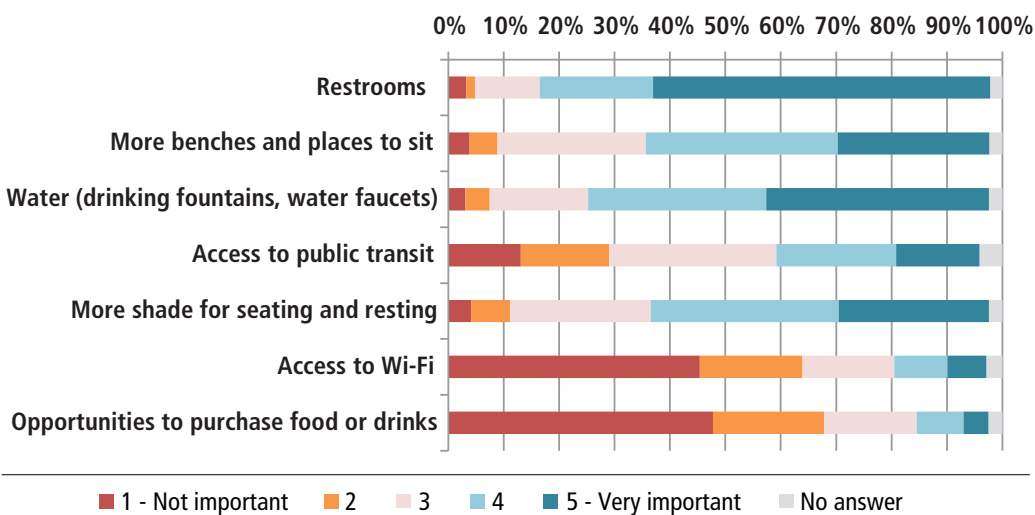 0% 10% 20% 30% 40% 50% 60% 70% 80% 90% 100%
Restrooms
More benches and places to sit
Water (drinking fountains, water faucets)
Access to public transit
More shade for seating and resting
Access to Wi-Fi
Opportunities to purchase food or drinks
1 - Not important 2 3 4 5 - Very important No answer